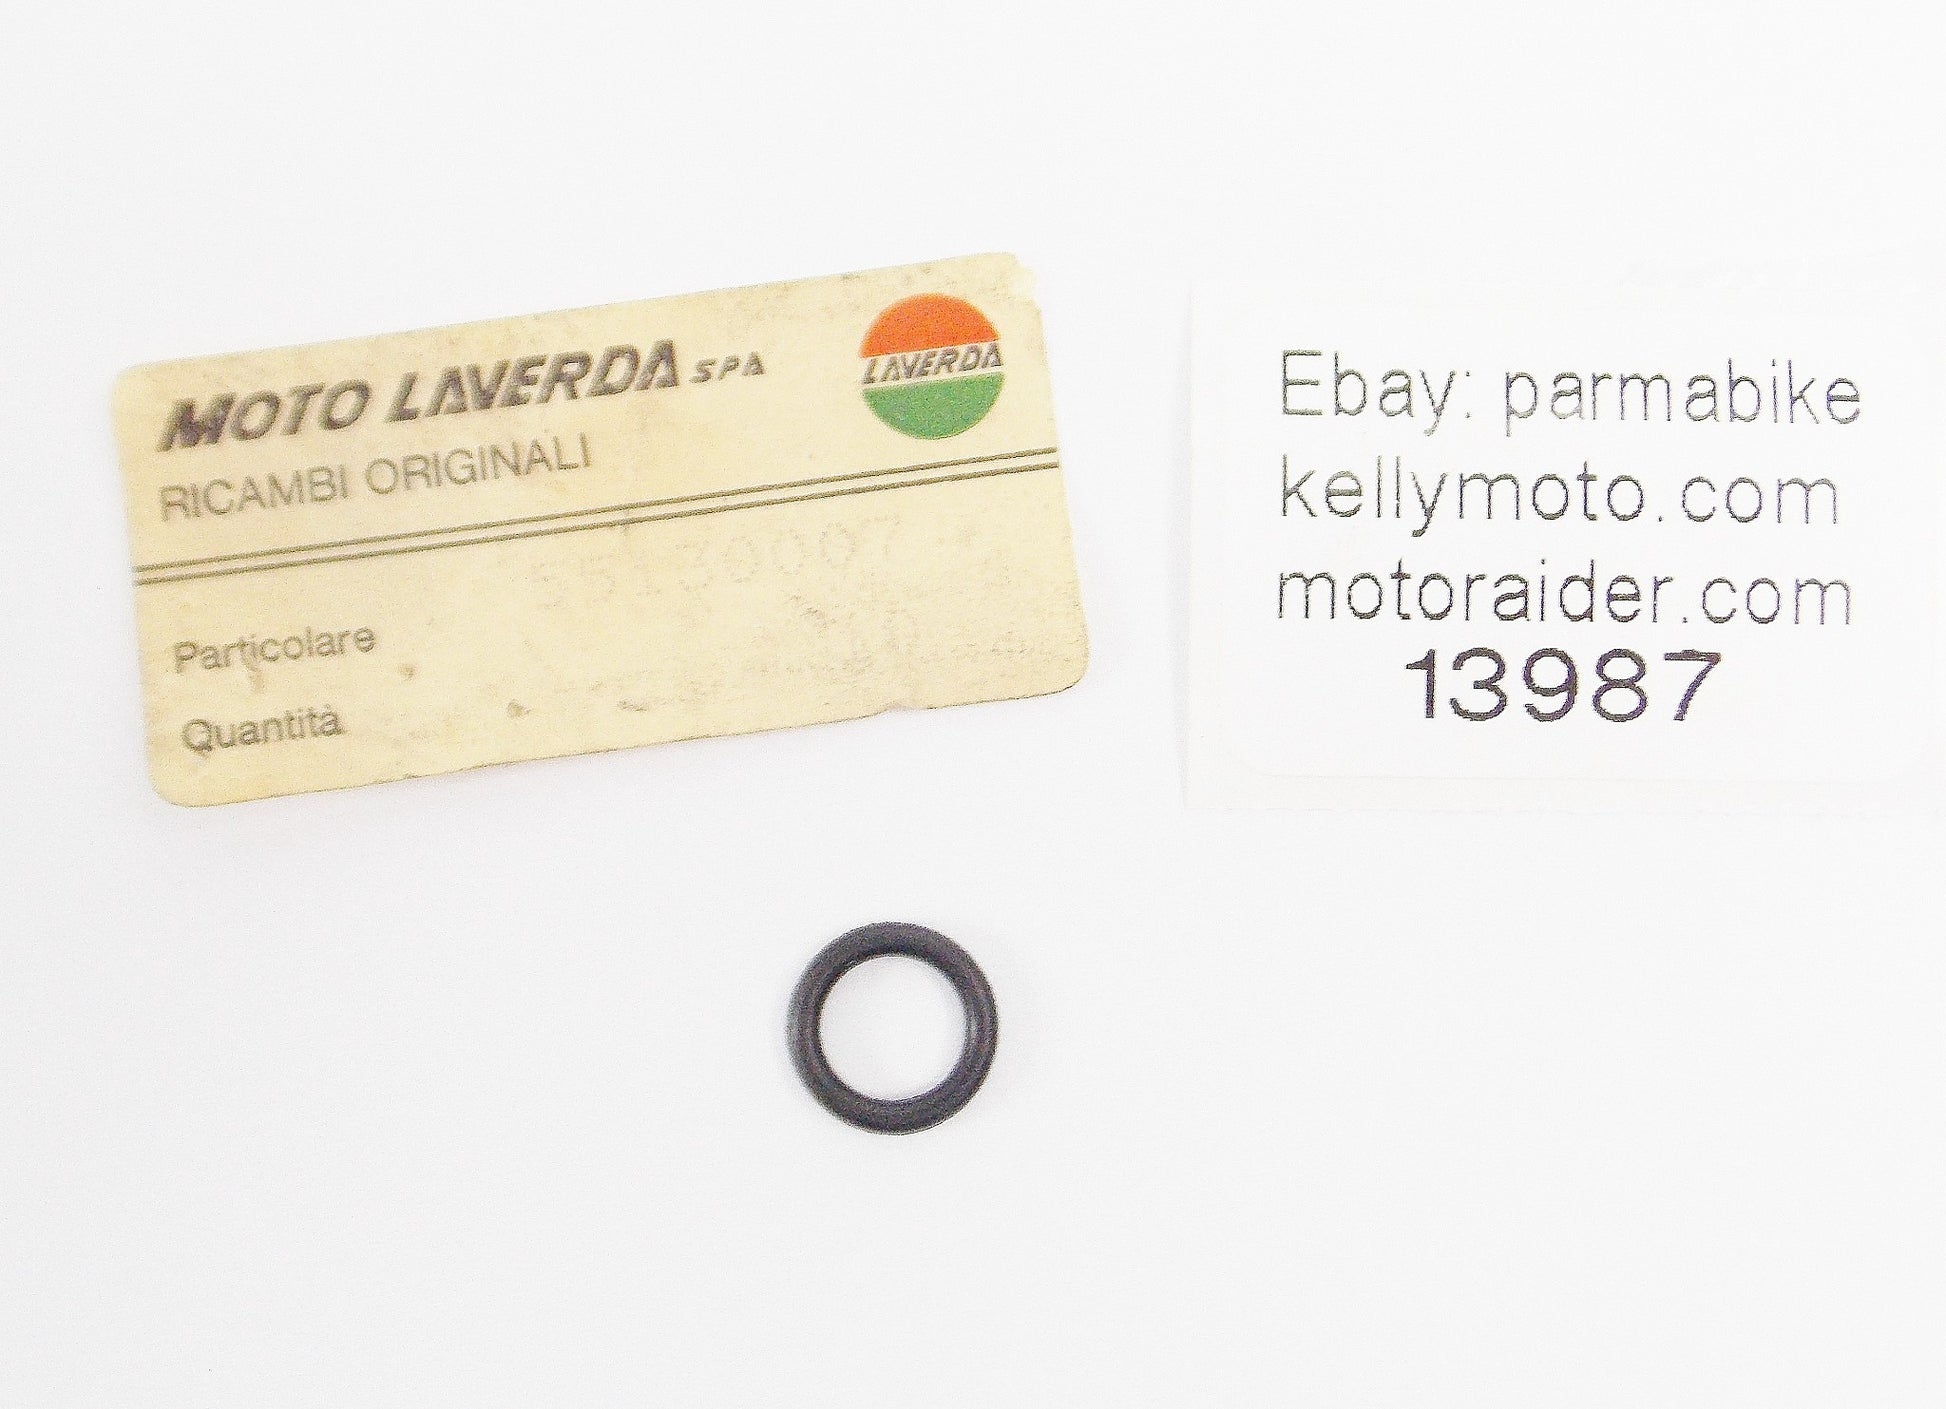 MOTO LAVERDA SPA
RICAMBI ORIGINALI
LAVERDA
Particolare
Quantità
Ebay: parmabike
kellymoto.com
motoraider.com
13987